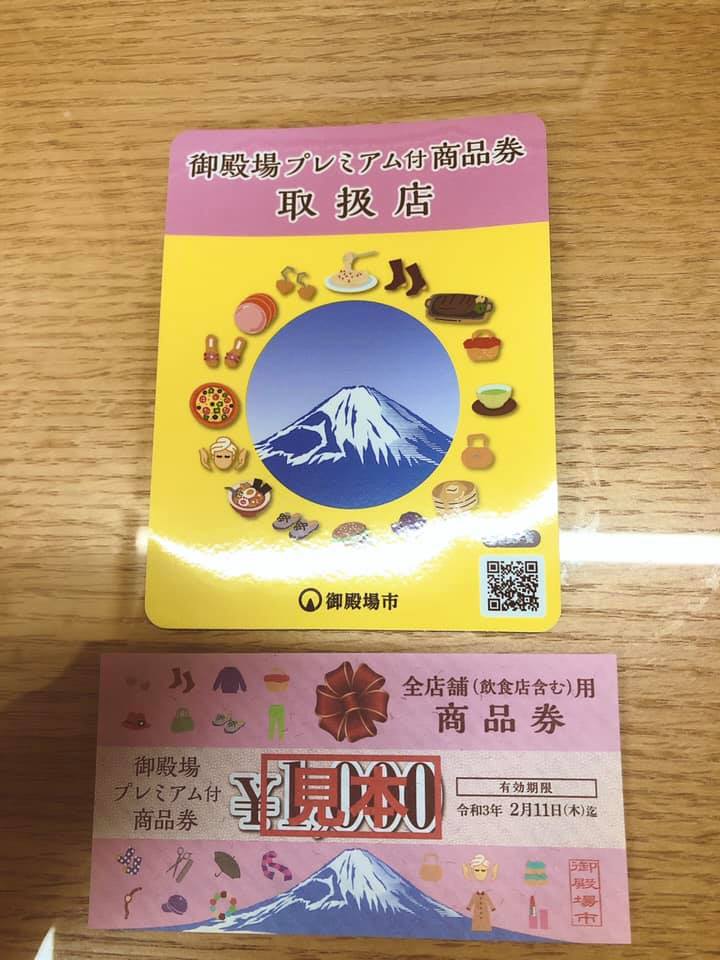 御殿場プレミアム付商品券
取扱店
御殿場市
全店舗(飲食店含む)用
商品券
御殿場
プレミアム付
商品券
¥1,000
見本
有効期限
令和3年 2月11日(木)迄
御殿場市